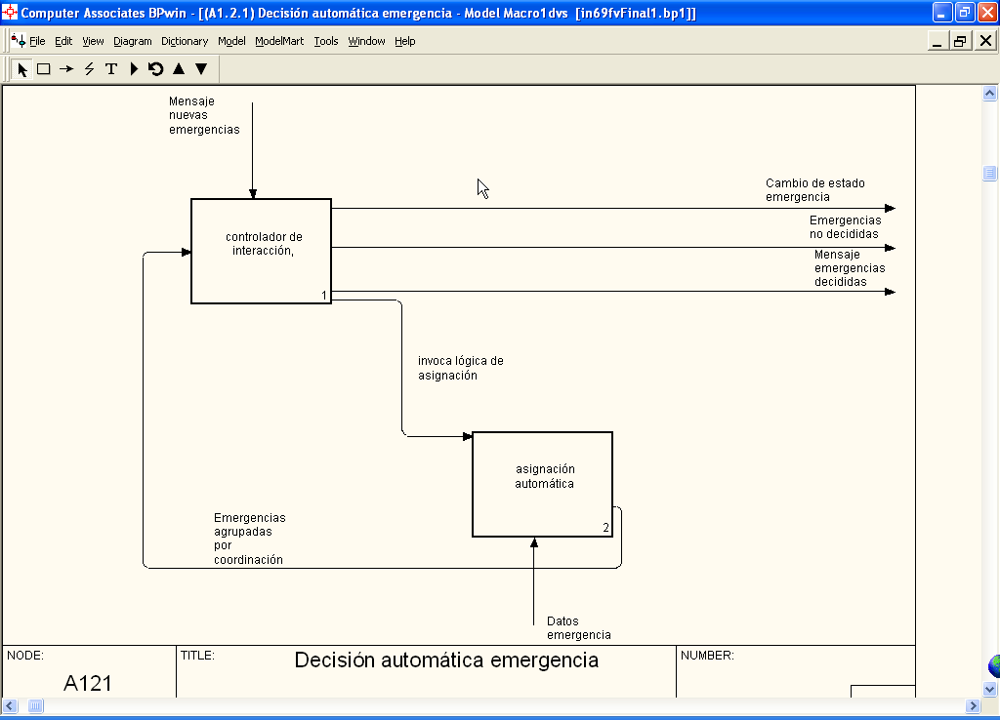 Computer Associates BPwin - [(A1.2.1) Decisión automática emergencia - Model Macro1dvs [in69fvFinal1.bp1]]
File Edit View Diagram Dictionary Model ModelMart Tools Window Help
T
Mensaje
nuevas
emergencias
Cambio de estado
emergencia
Emergencias
no decididas
Mensaje
emergencias
decididas
controlador de
interacción,
1
invoca lógica de
asignación
asignación
automática
2
Emergencias
agrupadas
por
coordinación
Datos
emergencia
NODE:
A121
TITLE:
Decisión automática emergencia
NUMBER: